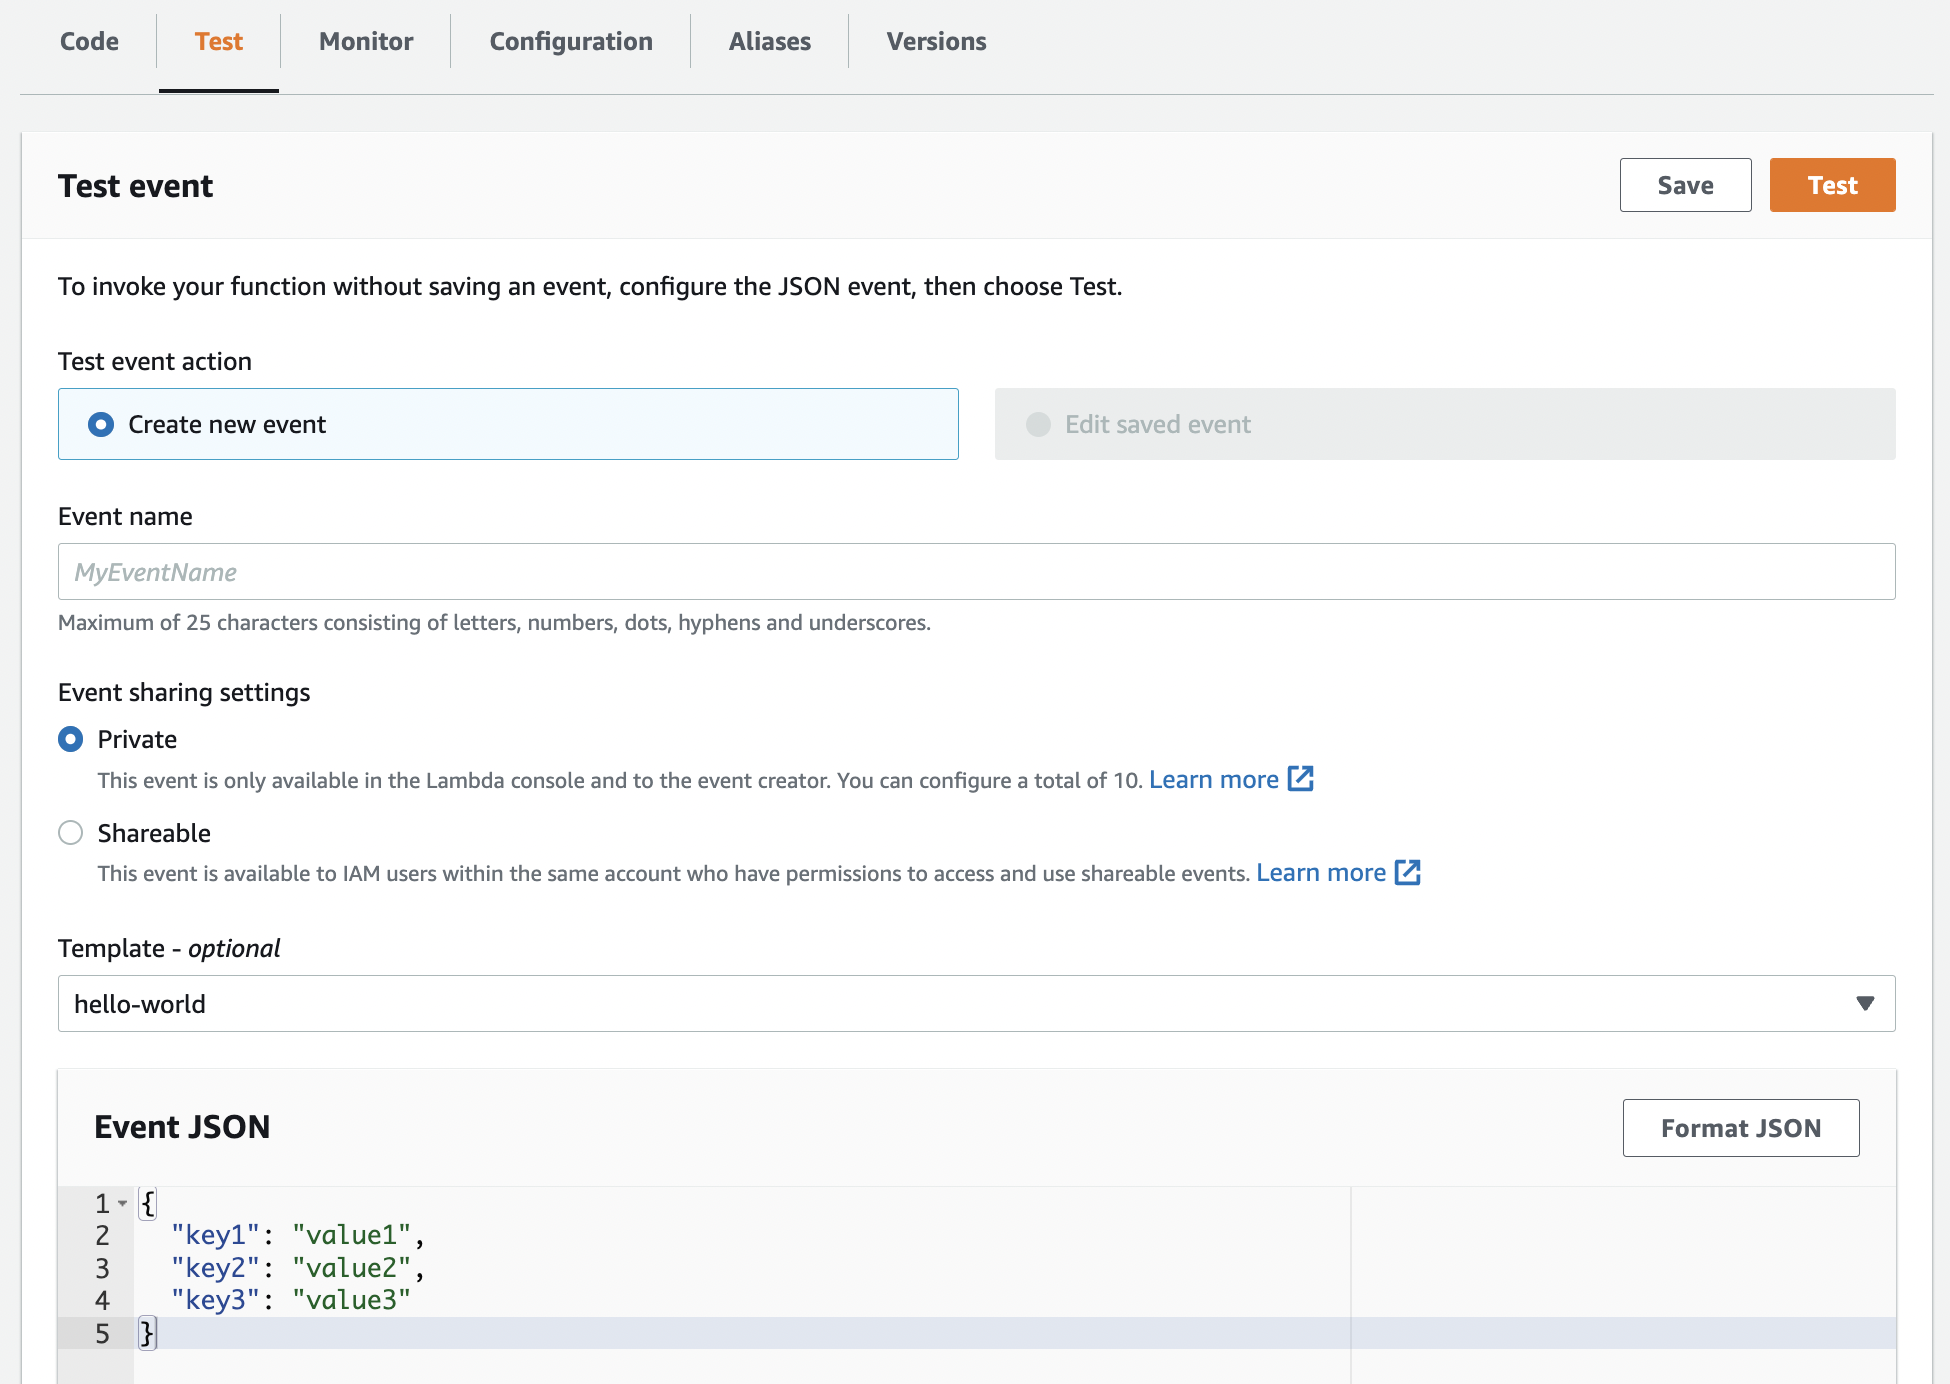 Code Test Monitor Configuration Aliases Versions
Test event
Save Test
To invoke your function without saving an event, configure the JSON event, then choose Test.
Test event action
Create new event
Edit saved event
Event name
MyEventName
Maximum of 25 characters consisting of letters, numbers, dots, hyphens and underscores.
Event sharing settings
Private
This event is only available in the Lambda console and to the event creator. You can configure a total of 10. Learn more
Shareable
This event is available to IAM users within the same account who have permissions to access and use shareable events. Learn more
Template - optional
hello-world
Event JSON
Format JSON
1 {
2 "key1": "value1",
3 "key2": "value2",
4 "key3": "value3"
5 }